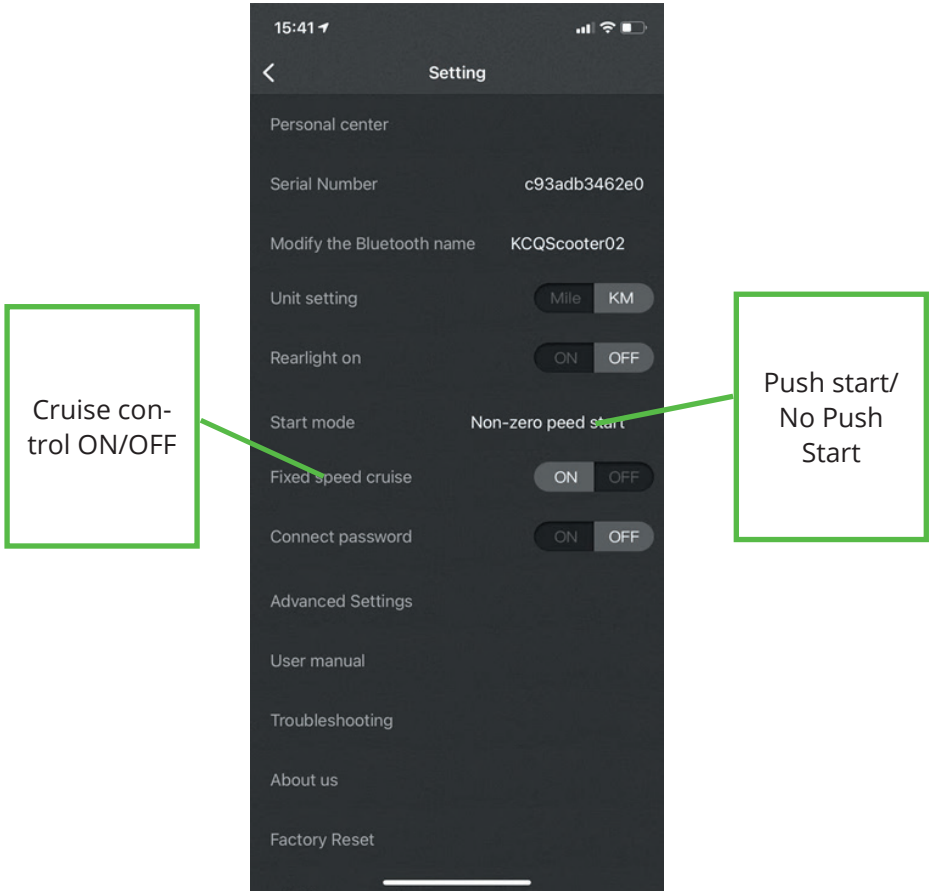 15:41
Setting
Personal center
Serial Number c93adb3462e0
Modify the Bluetooth name KCQScooter02
Unit setting Mile KM
Rearlight on ON OFF
Start mode Non-zero peed start
Fixed speed cruise ON OFF
Connect password ON OFF
Advanced Settings
User manual
Troubleshooting
About us
Factory Reset
Cruise con-
trol ON/OFF
Push start/
No Push
Start